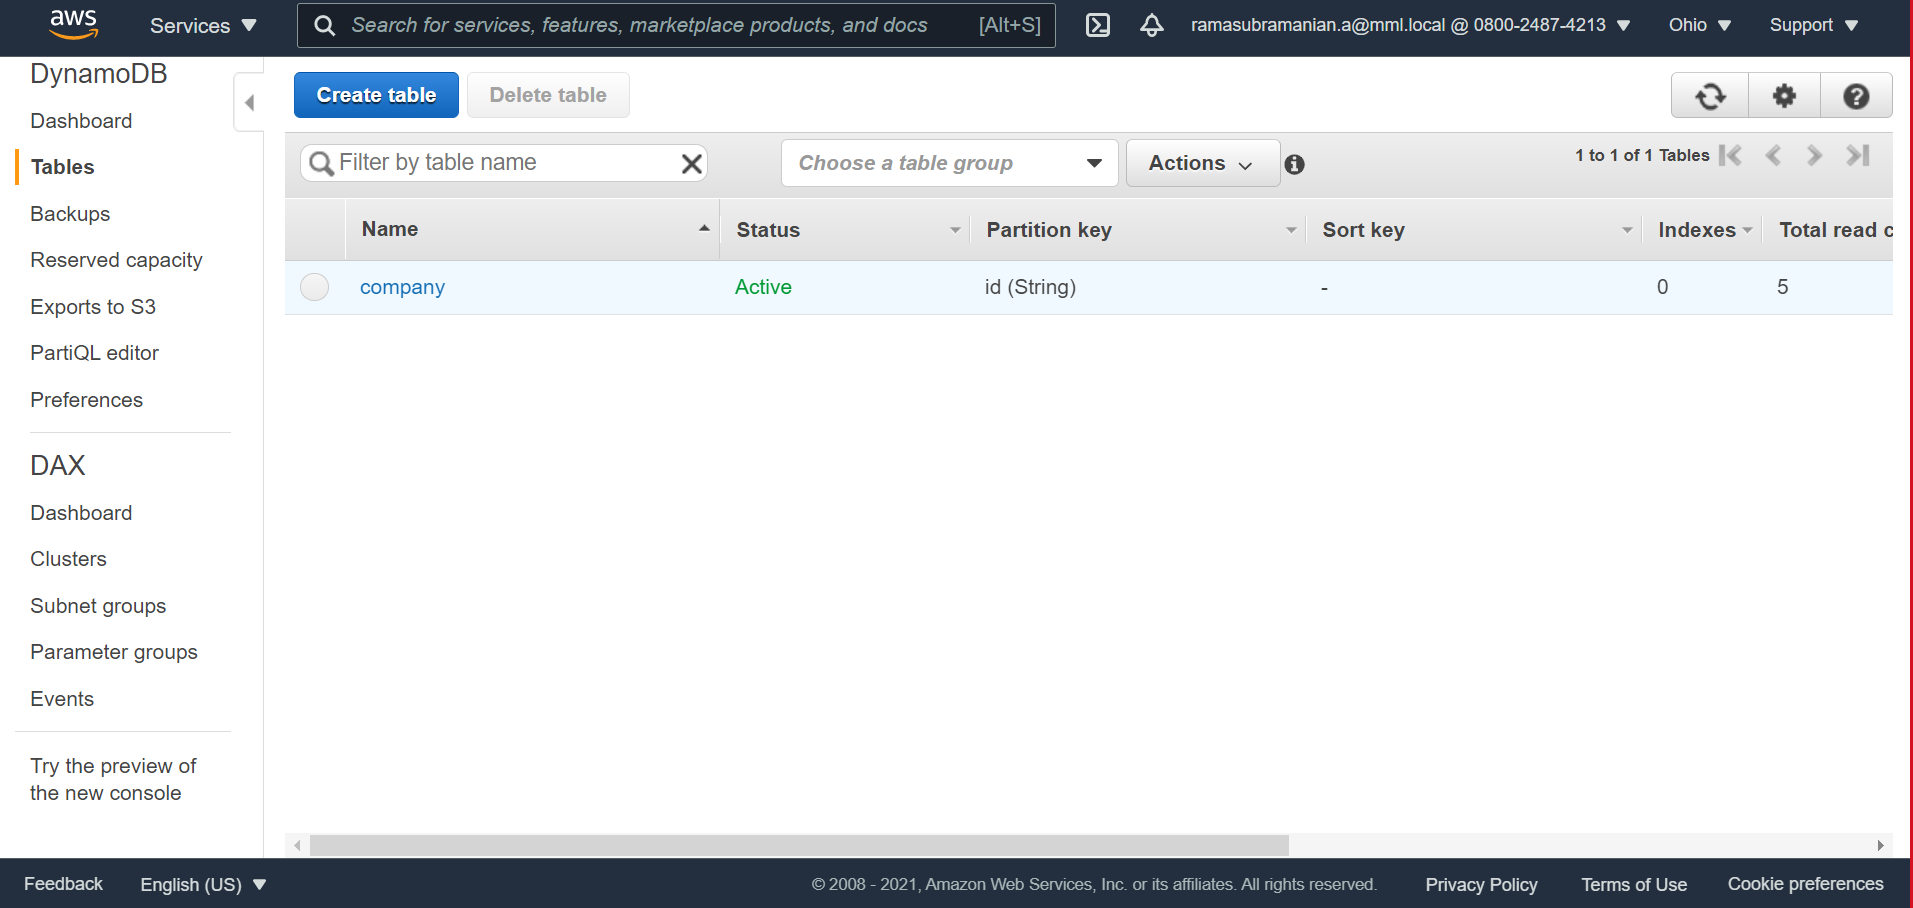 aws
Services
Search for services, features, marketplace products, and docs [Alt+S]
ramasubramanian.a@mml.local @ 0800-2487-4213
Ohio
Support
DynamoDB
Dashboard
Tables
Backups
Reserved capacity
Exports to S3
PartiQL editor
Preferences
DAX
Dashboard
Clusters
Subnet groups
Parameter groups
Events
Try the preview of
the new console
Create table
Delete table
Filter by table name
Choose a table group
Actions
1 to 1 of 1 Tables
Name Status Partition key Sort key Indexes Total read c
company Active id (String) - 0 5
Feedback
English (US)
© 2008 - 2021, Amazon Web Services, Inc. or its affiliates. All rights reserved.
Privacy Policy
Terms of Use
Cookie preferences